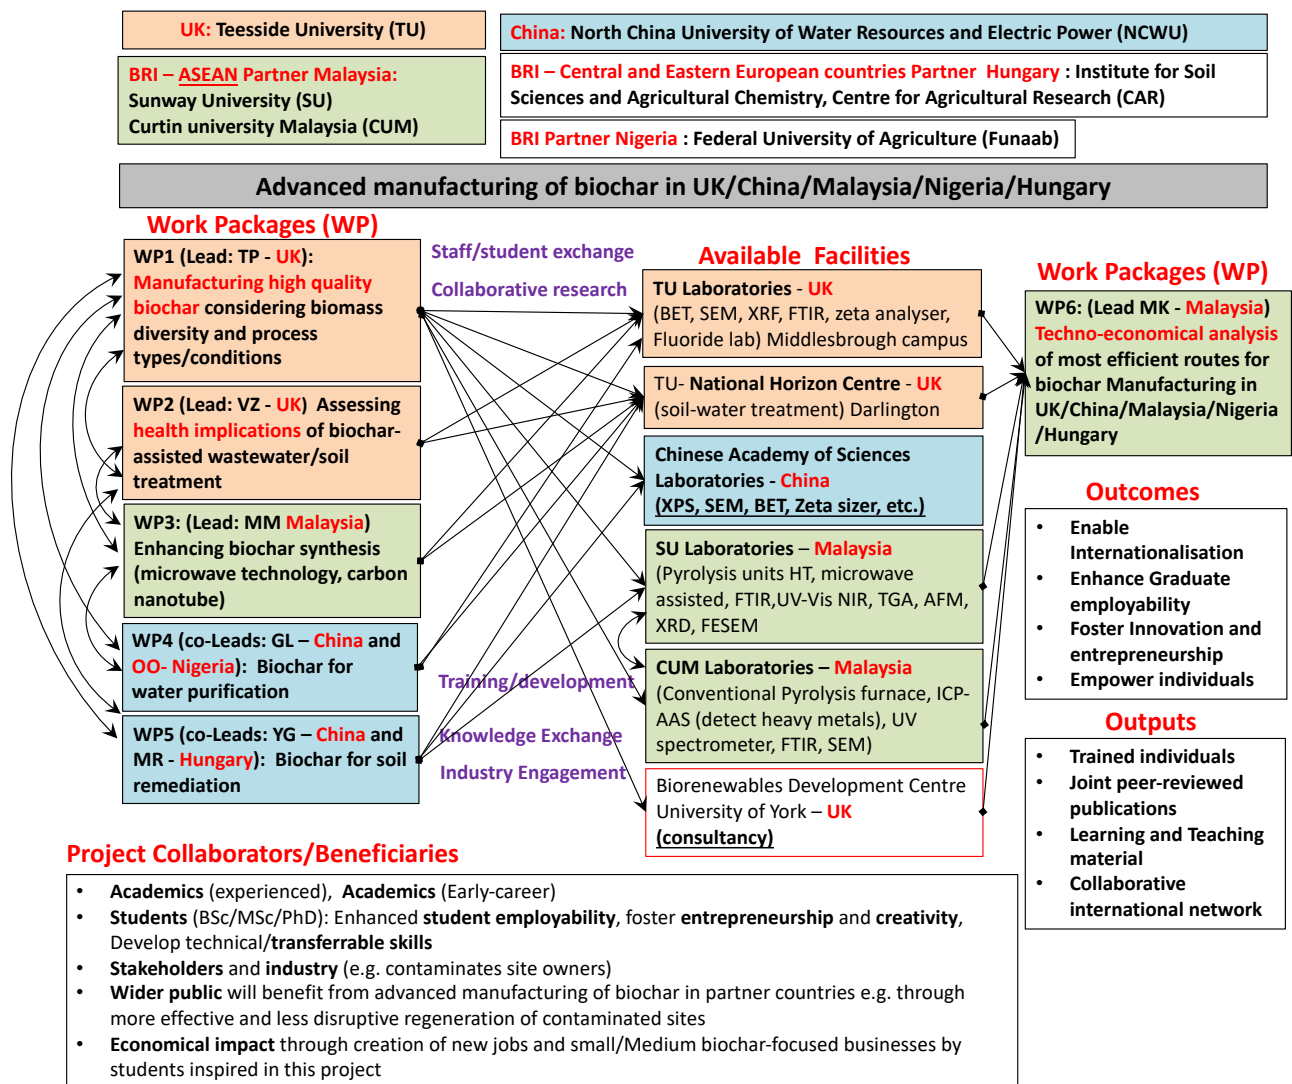 UK: Teesside University (TU)
China: North China University of Water Resources and Electric Power (NCWU)
BRI – ASEAN Partner Malaysia:
Sunway University (SU)
Curtin university Malaysia (CUM)
BRI – Central and Eastern European countries Partner Hungary : Institute for Soil
Sciences and Agricultural Chemistry, Centre for Agricultural Research (CAR)
BRI Partner Nigeria : Federal University of Agriculture (Funaab)
Advanced manufacturing of biochar in UK/China/Malaysia/Nigeria/Hungary
Work Packages (WP)
WP1 (Lead: TP - UK):
Manufacturing high quality
biochar considering biomass
diversity and process
types/conditions
WP2 (Lead: VZ - UK) Assessing
health implications of biochar-
assisted wastewater/soil
treatment
WP3: (Lead: MM Malaysia)
Enhancing biochar synthesis
(microwave technology, carbon
nanotube)
WP4 (co-Leads: GL – China and
OO- Nigeria): Biochar for
water purification
WP5 (co-Leads: YG – China and
MR - Hungary): Biochar for soil
remediation
Staff/student exchange
Collaborative research
Training/development
Knowledge Exchange
Industry Engagement
Available Facilities
TU Laboratories - UK
(BET, SEM, XRF, FTIR, zeta analyser,
Fluoride lab) Middlesbrough campus
TU- National Horizon Centre - UK
(soil-water treatment) Darlington
Chinese Academy of Sciences
Laboratories - China
(XPS, SEM, BET, Zeta sizer, etc.)
SU Laboratories – Malaysia
(Pyrolysis units HT, microwave
assisted, FTIR,UV-Vis NIR, TGA, AFM,
XRD, FESEM
CUM Laboratories – Malaysia
(Conventional Pyrolysis furnace, ICP-
AAS (detect heavy metals), UV
spectrometer, FTIR, SEM)
Biorenewables Development Centre
University of York – UK
(consultancy)
Work Packages (WP)
WP6: (Lead MK - Malaysia)
Techno-economical analysis
of most efficient routes for
biochar Manufacturing in
UK/China/Malaysia/Nigeria
/Hungary
Outcomes
• Enable
Internationalisation
• Enhance Graduate
employability
• Foster Innovation and
entrepreneurship
• Empower individuals
Outputs
• Trained individuals
• Joint peer-reviewed
publications
• Learning and Teaching
material
• Collaborative
international network
Project Collaborators/Beneficiaries
• Academics (experienced), Academics (Early-career)
• Students (BSc/MSc/PhD): Enhanced student employability, foster entrepreneurship and creativity,
Develop technical/transferrable skills
• Stakeholders and industry (e.g. contaminates site owners)
• Wider public will benefit from advanced manufacturing of biochar in partner countries e.g. through
more effective and less disruptive regeneration of contaminated sites
• Economical impact through creation of new jobs and small/Medium biochar-focused businesses by
students inspired in this project